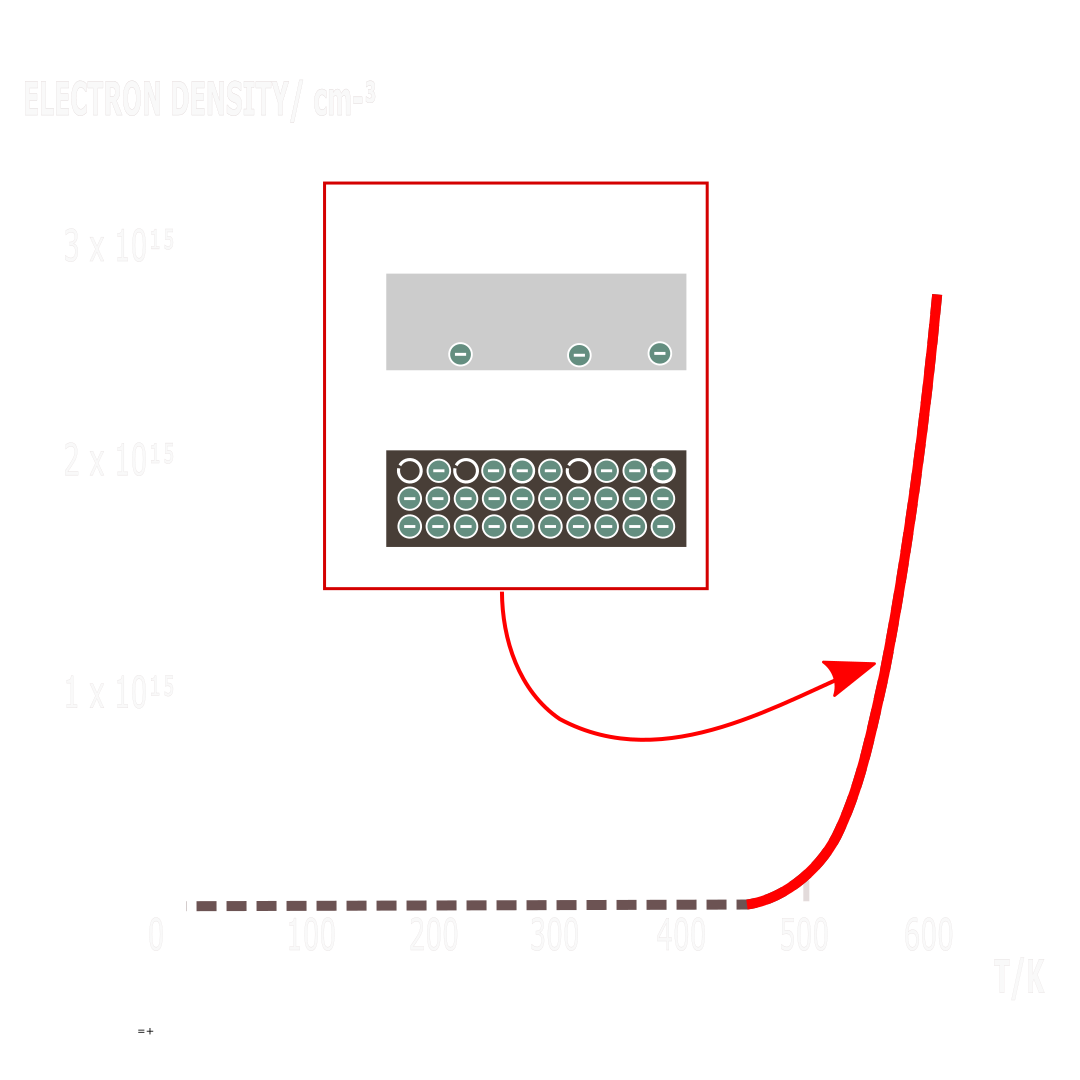 ELECTRON DENSITY/ cm-³
3 x 10¹⁵
2 x 10¹⁵
1 x 10¹⁵
0 100 200 300 400 500 600
T/K
=+